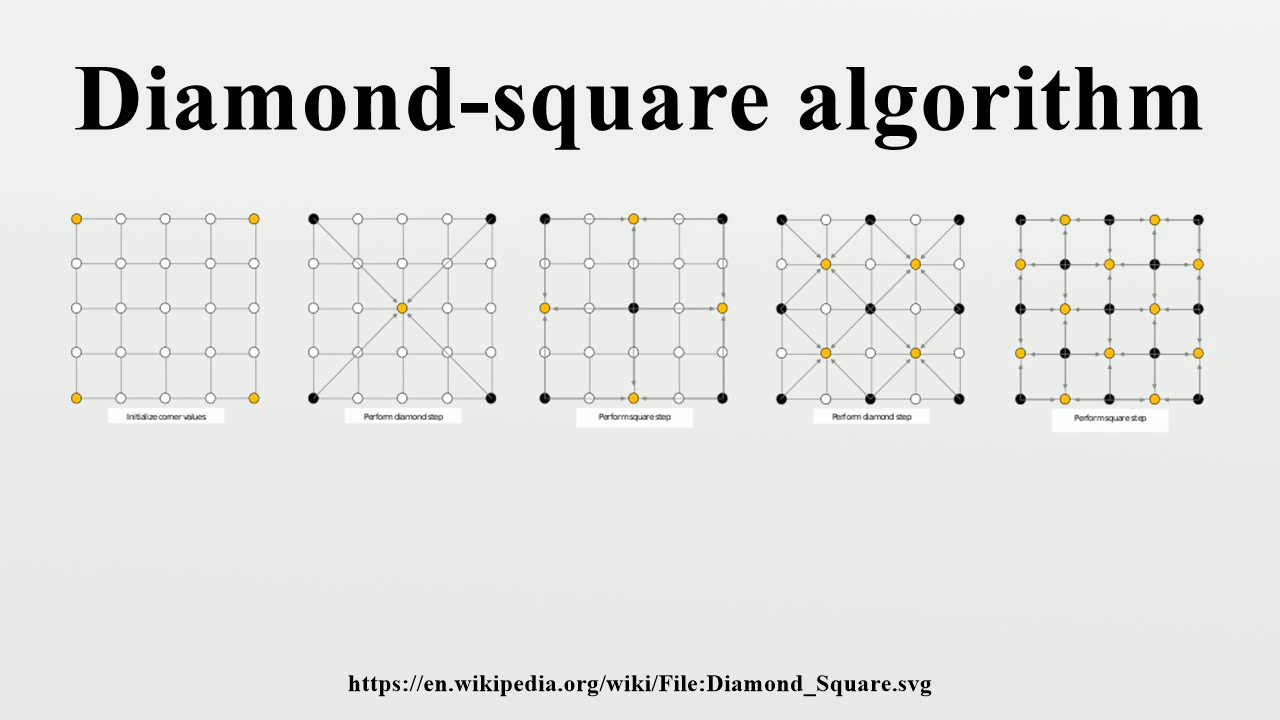 Diamond-square algorithm
Initialize corner values
Perform diamond step
Perform square step
Perform diamond step
Perform square step
https://en.wikipedia.org/wiki/File:Diamond_Square.svg